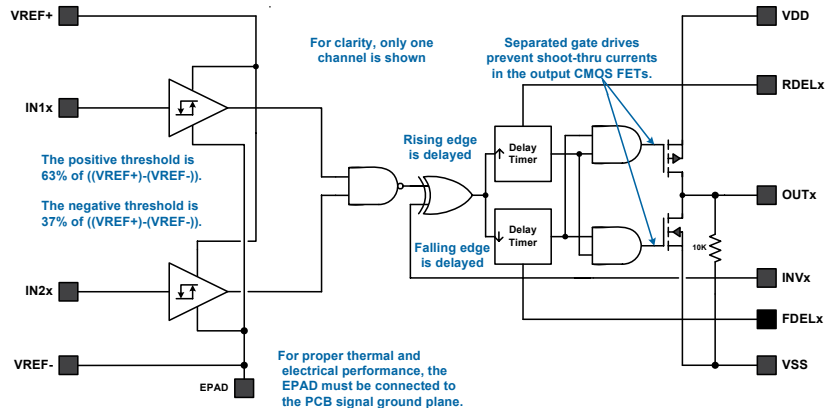 VREF+
VDD
For clarity, only one
channel is shown
Separated gate drives
prevent shoot-thru currents
in the output CMOS FETs.
RDELx
IN1x
Rising edge
is delayed
Delay
Timer
The positive threshold is
63% of ((VREF+)-(VREF-)).
The negative threshold is
37% of ((VREF+)-(VREF-)).
OUTx
Delay
Timer
10K
Falling edge
is delayed
INVx
IN2x
FDELx
VREF-
VSS
EPAD
For proper thermal and
electrical performance, the
EPAD must be connected to
the PCB signal ground plane.